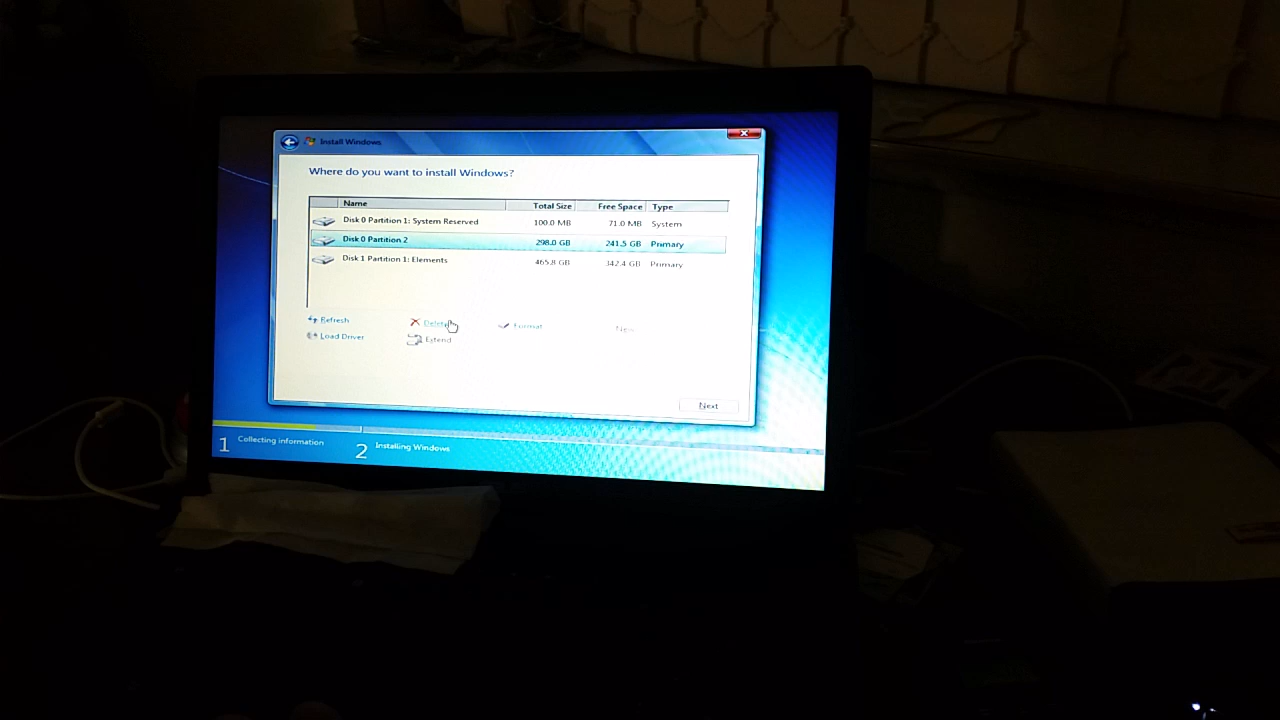 Install Windows
Where do you want to install Windows?
Name Total Size Free Space Type
Disk 0 Partition 1: System Reserved 100.0 MB 71.0 MB System
Disk 0 Partition 2 298.0 GB 241.5 GB Primary
Disk 1 Partition 1: Elements 465.8 GB 342.4 GB Primary
Refresh Delete Format New
Load Driver Extend
Next
1 Collecting information 2 Installing Windows